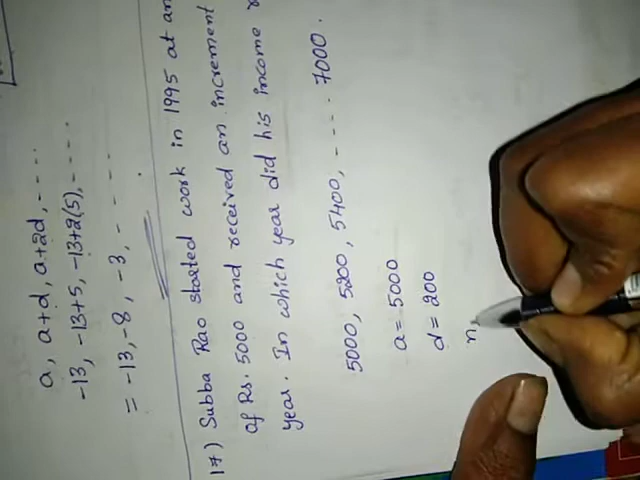 a, a+d, a+2d, ----
-13, -13+5, -13+2(5), ----
= -13, -8, -3, - - - - .
17) Subba Rao started work in 1995 at an
of Rs. 5000 and received an increment
year. In which year did his income
5000, 5200, 5400, - - - - 7000.
a = 5000
d = 200
n